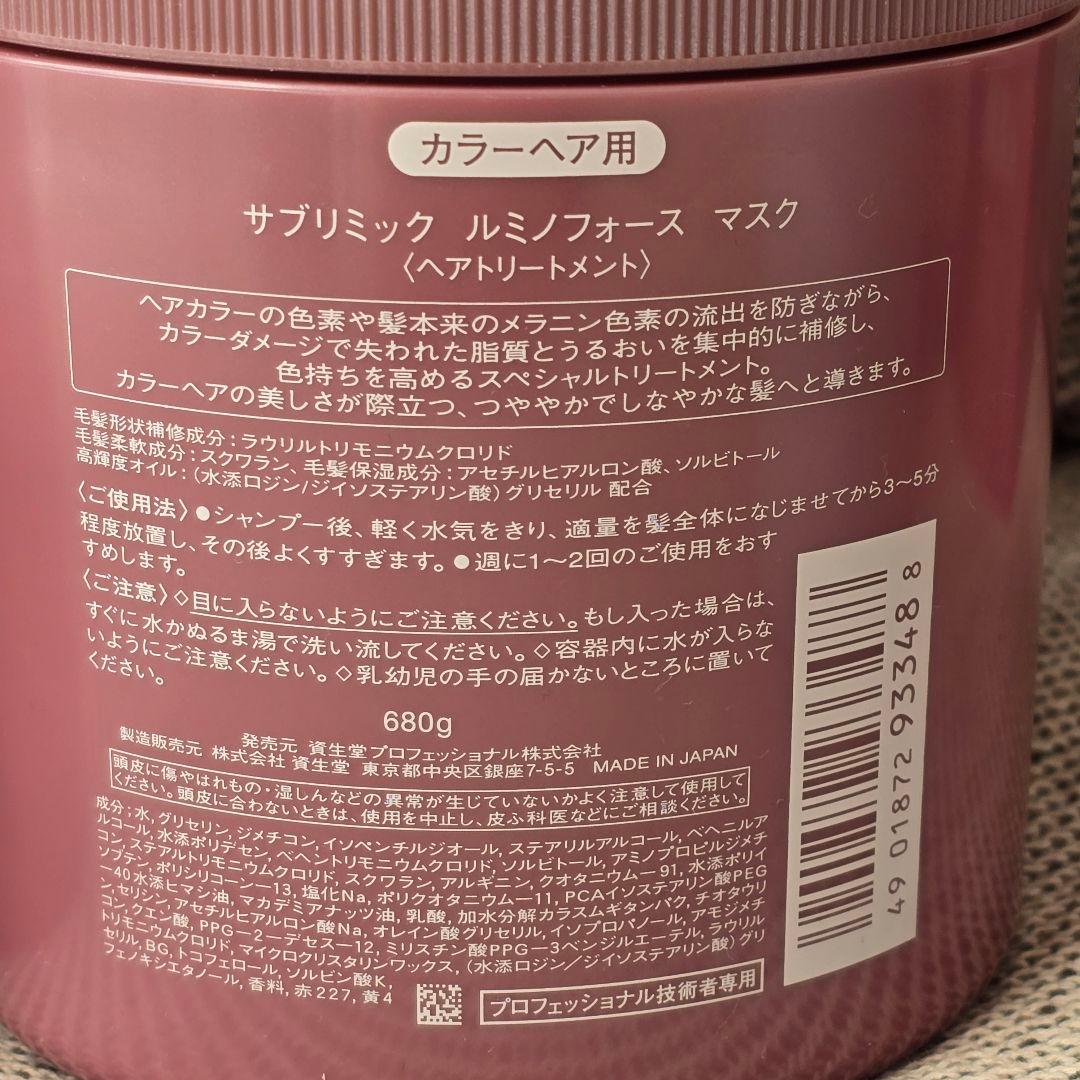 カラーヘア用
サブリミック ルミノフォース マスク
〈ヘアトリートメント〉
ヘアカラーの色素や髪本来のメラニン色素の流出を防ぎながら、
カラーダメージで失われた脂質とうるおいを集中的に補修し、
色持ちを高めるスペシャルトリートメント。
カラーヘアの美しさが際立つ、つややかでしなやかな髪へと導きます。
毛髪形状補修成分：ラウリルトリモニウムクロリド
毛髪柔軟成分：スクワラン、毛髪保湿成分：アセチルヒアルロン酸、ソルビトール
高輝度オイル：（水添ロジン/ジイソステアリン酸）グリセリル 配合
〈ご使用法〉●シャンプー後、軽く水気をきり、適量を髪全体になじませてから3〜5分
程度放置し、その後よくすすぎます。●週に1〜2回のご使用をおす
すめします。
〈ご注意〉◇目に入らないようにご注意ください。もし入った場合は、
すぐに水かぬるま湯で洗い流してください。◇容器内に水が入らな
いようにご注意ください。◇乳幼児の手の届かないところに置いて
ください。
680g
発売元 資生堂プロフェッショナル株式会社
製造販売元 株式会社 資生堂 東京都中央区銀座7-5-5 MADE IN JAPAN
頭皮に傷やはれもの・湿しんなどの異常が生じていないかよく注意して使用して
ください。頭皮に合わないときは、使用を中止し、皮ふ科医などにご相談ください。
成分：水，グリセリン，ジメチコン，イソペンチルジオール，ステアリルアルコール，ベヘニルア
ルコール，水添ポリデセン，ベヘントリモニウムクロリド，ソルビトール，アミノプロピルジメチ
コン，ステアルトリモニウムクロリド，スクワラン，アルギニン，クオタニウム－91，水添ポリイ
ソブテン，ポリシリコーン－13，塩化Na，ポリクオタニウム－11，PCAイソステアリン酸PEG
－40水添ヒマシ油，マカデミアナッツ油，乳酸，加水分解カラスムギタンパク，チオタウリ
ン，セリシン，アセチルヒアルロン酸Na，オレイン酸グリセリル，イソプロパノール，アモジメチ
コン，クエン酸，PPG－2－デセス－12，ミリスチン酸PPG－3ベンジルエーテル，ラウリル
トリモニウムクロリド，マイクロクリスタリンワックス，（水添ロジン／ジイソステアリン酸）グリ
セリル，BG，トコフェロール，ソルビン酸K，
フェノキシエタノール，香料，赤227，黄4
プロフェッショナル技術者専用
49 01872 93348 8